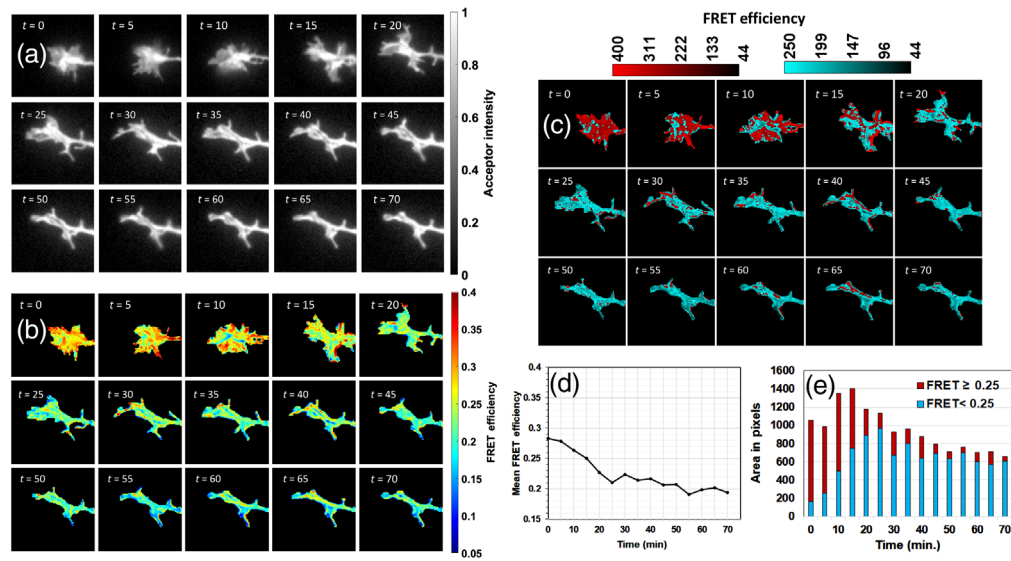 (a)
t = 0
t = 5
t = 10
t = 15
t = 20
t = 25
t = 30
t = 35
t = 40
t = 45
t = 50
t = 55
t = 60
t = 65
t = 70
1
0.8
0.6
0.4
0.2
0
Acceptor intensity
(b)
t = 0
t = 5
t = 10
t = 15
t = 20
t = 25
t = 30
t = 35
t = 40
t = 45
t = 50
t = 55
t = 60
t = 65
t = 70
0.4
0.35
0.3
0.25
0.2
0.15
0.1
0.05
FRET efficiency
FRET efficiency
400 311 222 133 44
250 199 147 96 44
(c)
t = 0
t = 5
t = 10
t = 15
t = 20
t = 25
t = 30
t = 35
t = 40
t = 45
t = 50
t = 55
t = 60
t = 65
t = 70
(d)
0.4
0.35
0.3
0.25
0.2
0.15
Mean FRET efficiency
0 10 20 30 40 50 60 70
Time (min)
(e)
FRET ≥ 0.25
FRET< 0.25
1600
1400
1200
1000
800
600
400
200
0
Area in pixels
0 10 20 30 40 50 60 70
Time (min.)